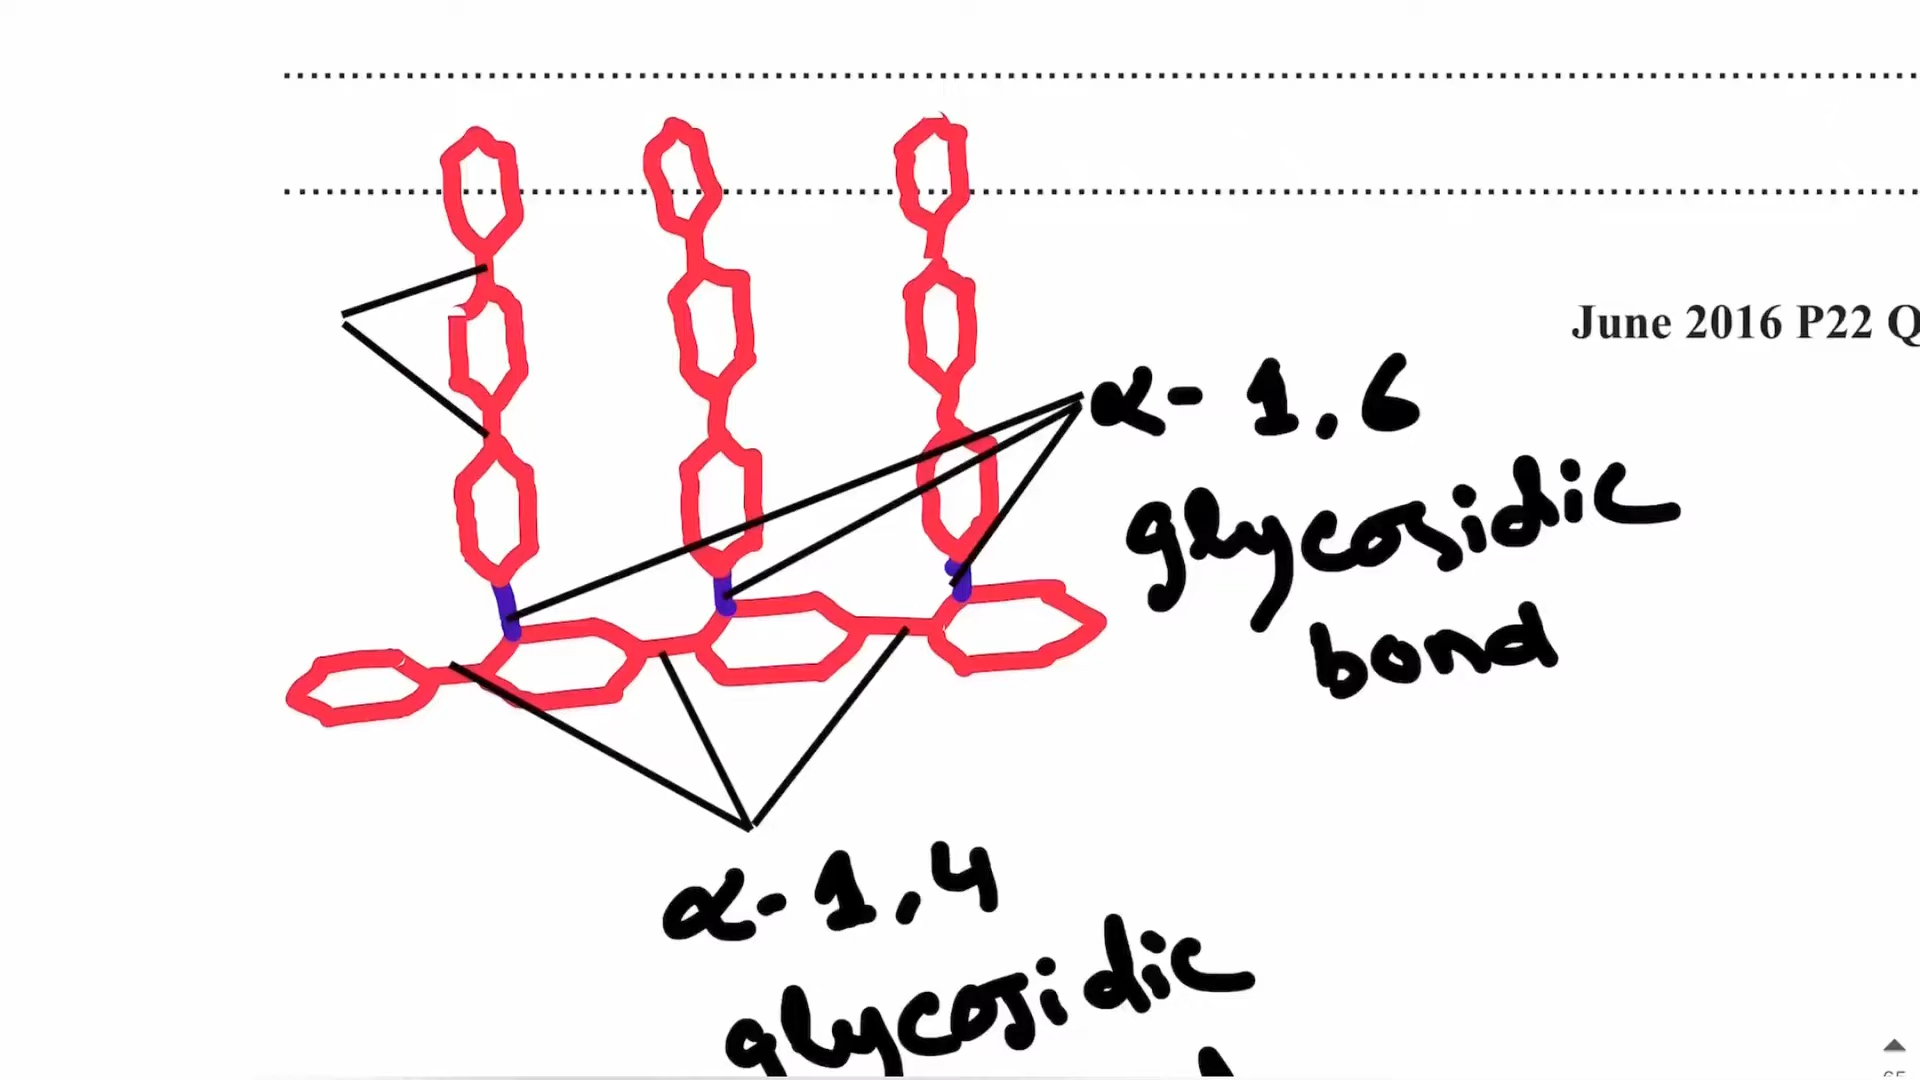 June 2016 P22 Q
α- 1,6
glycosidic
bond
α- 1,4
glycosidic